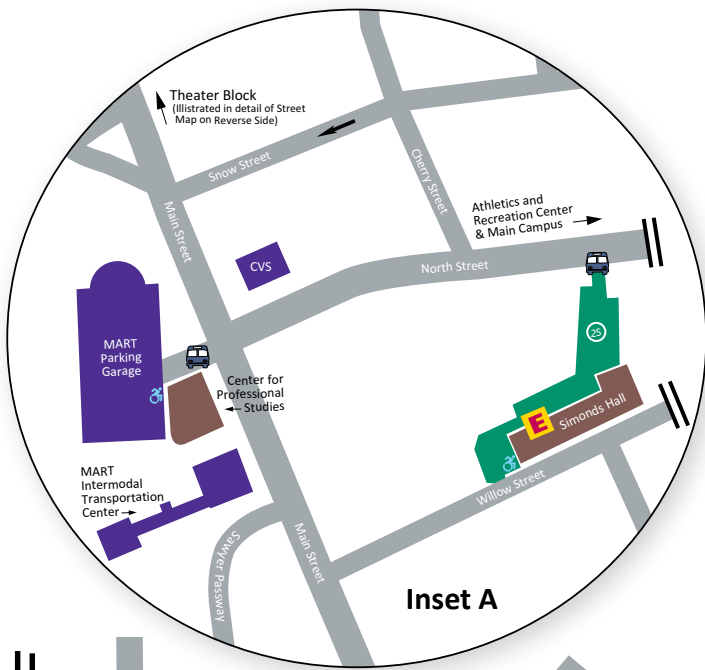 Theater Block
(Illustrated in detail of Street
Map on Reverse Side)
Snow Street
Cherry Street
Main Street
Athletics and
Recreation Center
& Main Campus
CVS
North Street
25
MART
Parking
Garage
Center for
Professional
Studies
E
Simonds Hall
MART
Intermodal
Transportation
Center
Willow Street
Sawyer Passway
Main Street
Inset A